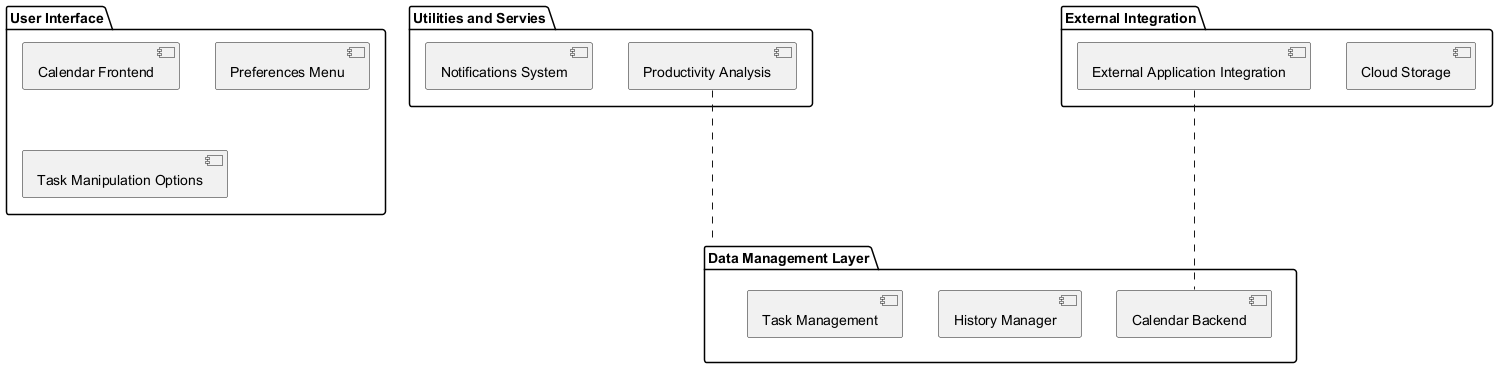 User Interface
Calendar Frontend
Preferences Menu
Task Manipulation Options
Utilities and Servies
Notifications System
Productivity Analysis
External Integration
External Application Integration
Cloud Storage
Data Management Layer
Task Management
History Manager
Calendar Backend